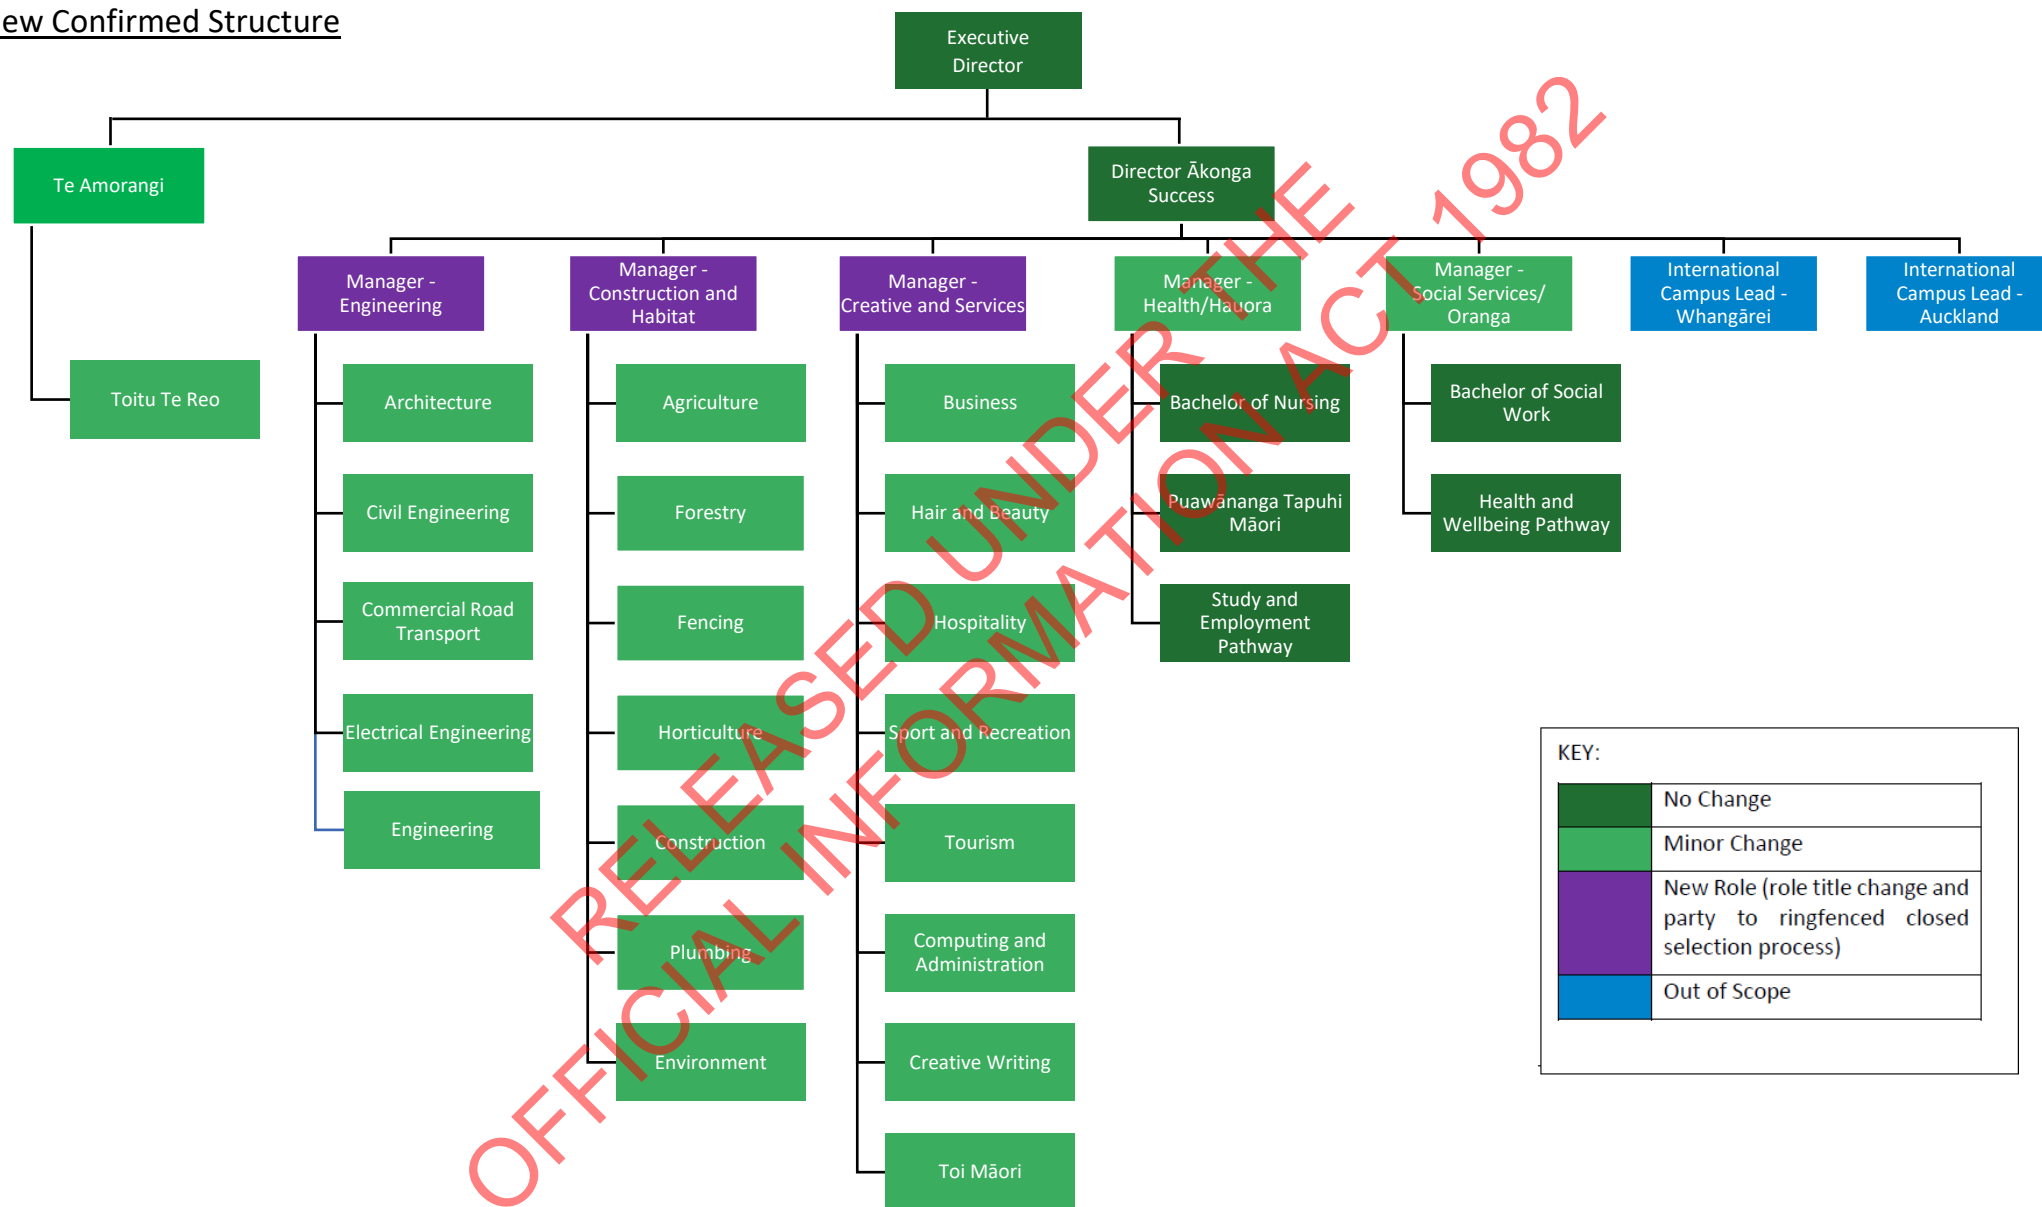 ew Confirmed Structure
Executive
Director
Te Amorangi
Director Ākonga
Success
Manager -
Engineering
Manager -
Construction and
Habitat
Manager -
Creative and Services
Manager -
Health/Hauora
Manager -
Social Services/
Oranga
International
Campus Lead -
Whangārei
International
Campus Lead -
Auckland
Toitu Te Reo
Architecture
Civil Engineering
Commercial Road
Transport
Electrical Engineering
Engineering
Agriculture
Forestry
Fencing
Horticulture
Construction
Plumbing
Environment
Business
Hair and Beauty
Hospitality
Sport and Recreation
Tourism
Computing and
Administration
Creative Writing
Toi Māori
Bachelor of Nursing
Puawānanga Tapuhi
Māori
Study and
Employment
Pathway
Bachelor of Social
Work
Health and
Wellbeing Pathway
KEY:
No Change
Minor Change
New Role (role title change and
party to ringfenced closed
selection process)
Out of Scope
RELEASED UNDER THE
OFFICIAL INFORMATION ACT 1982